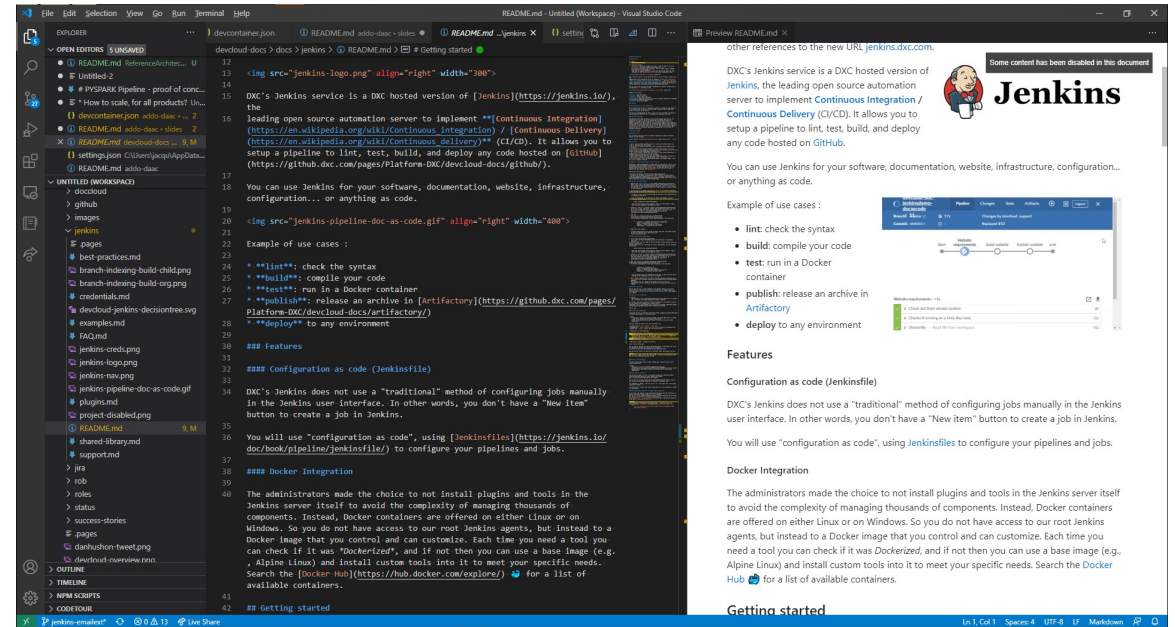 File Edit Selection View Go Run Terminal Help
README.md - Untitled (Workspace) - Visual Studio Code
EXPLORER
OPEN EDITORS 5 UNSAVED
README.md ReferenceArchitec... U
Untitled-2
# PYSPARK Pipeline - proof of conc...
* How to scale, for all products? Un...
devcontainer.json addo-daac • ... 2
README.md addo-daac • slides 2
README.md devcloud-docs ... 9, M
settings.json C:\Users\jacqu\AppData...
README.md addo-daac
UNTITLED (WORKSPACE)
doccloud
github
images
jenkins
.pages
best-practices.md
branch-indexing-build-child.png
branch-indexing-build-org.png
credentials.md
devcloud-jenkins-decisiontree.svg
examples.md
FAQ.md
jenkins-creds.png
jenkins-logo.png
jenkins-nav.png
jenkins-pipeline-doc-as-code.gif
plugins.md
project-disabled.png
README.md 9, M
shared-library.md
support.md
jira
rob
roles
status
success-stories
.pages
danhushon-tweet.png
devcloud-overview.png
OUTLINE
TIMELINE
NPM SCRIPTS
CODETOUR
devcontainer.json README.md addo-daac • slides README.md ...\jenkins settin
devcloud-docs > docs > jenkins > README.md > # Getting started
12
13 <img src="jenkins-logo.png" align="right" width="300">
14
15 DXC's Jenkins service is a DXC hosted version of [Jenkins](https://jenkins.io/),
the
16 leading open source automation server to implement **[Continuous Integration]
(https://en.wikipedia.org/wiki/Continuous_integration) / [Continuous Delivery]
(https://en.wikipedia.org/wiki/Continuous_delivery)** (CI/CD). It allows you to
setup a pipeline to lint, test, build, and deploy any code hosted on [GitHub]
(https://github.dxc.com/pages/Platform-DXC/devcloud-docs/github/).
17
18 You can use Jenkins for your software, documentation, website, infrastructure,
configuration... or anything as code.
19
20 <img src="jenkins-pipeline-doc-as-code.gif" align="right" width="400">
21
22 Example of use cases :
23
24 * **lint**: check the syntax
25 * **build**: compile your code
26 * **test**: run in a Docker container
27 * **publish**: release an archive in [Artifactory](https://github.dxc.com/pages/
Platform-DXC/devcloud-docs/artifactory/)
28 * **deploy** to any environment
29
30 ### Features
31
32 #### Configuration as code (Jenkinsfile)
33
34 DXC's Jenkins does not use a "traditional" method of configuring jobs manually
in the Jenkins user interface. In other words, you don't have a "New item"
button to create a job in Jenkins.
35
36 You will use "configuration as code", using [Jenkinsfiles](https://jenkins.io/
doc/book/pipeline/jenkinsfile/) to configure your pipelines and jobs.
37
38 #### Docker Integration
39
40 The administrators made the choice to not install plugins and tools in the
Jenkins server itself to avoid the complexity of managing thousands of
components. Instead, Docker containers are offered on either Linux or on
Windows. So you do not have access to our root Jenkins agents, but instead to a
Docker image that you control and can customize. Each time you need a tool you
can check if it was *Dockerized*, and if not then you can use a base image (e.g.
, Alpine Linux) and install custom tools into it to meet your specific needs.
Search the [Docker Hub](https://hub.docker.com/explore/) for a list of
available containers.
41
42 ## Getting started
Preview README.md
other references to the new URL jenkins.dxc.com.
Some content has been disabled in this document
Jenkins
DXC's Jenkins service is a DXC hosted version of
Jenkins, the leading open source automation
server to implement Continuous Integration /
Continuous Delivery (CI/CD). It allows you to
setup a pipeline to lint, test, build, and deploy
any code hosted on GitHub.
You can use Jenkins for your software, documentation, website, infrastructure, configuration...
or anything as code.
Example of use cases :
• lint: check the syntax
• build: compile your code
• test: run in a Docker
container
• publish: release an archive in
Artifactory
• deploy to any environment
Pipeline Changes Tests Artifacts Logout
Changes by devcloud support
Start Website requirements Build website Publish website End
Website requirements
Check out from version control
Features
Configuration as code (Jenkinsfile)
DXC's Jenkins does not use a "traditional" method of configuring jobs manually in the Jenkins
user interface. In other words, you don't have a "New item" button to create a job in Jenkins.
You will use "configuration as code", using Jenkinsfiles to configure your pipelines and jobs.
Docker Integration
The administrators made the choice to not install plugins and tools in the Jenkins server itself
to avoid the complexity of managing thousands of components. Instead, Docker containers
are offered on either Linux or on Windows. So you do not have access to our root Jenkins
agents, but instead to a Docker image that you control and can customize. Each time you
need a tool you can check if it was Dockerized, and if not then you can use a base image (e.g.,
Alpine Linux) and install custom tools into it to meet your specific needs. Search the Docker
Hub for a list of available containers.
Getting started
jenkins-emailext* 0 13 Live Share
Ln 1, Col 1 Spaces: 4 UTF-8 LF Markdown